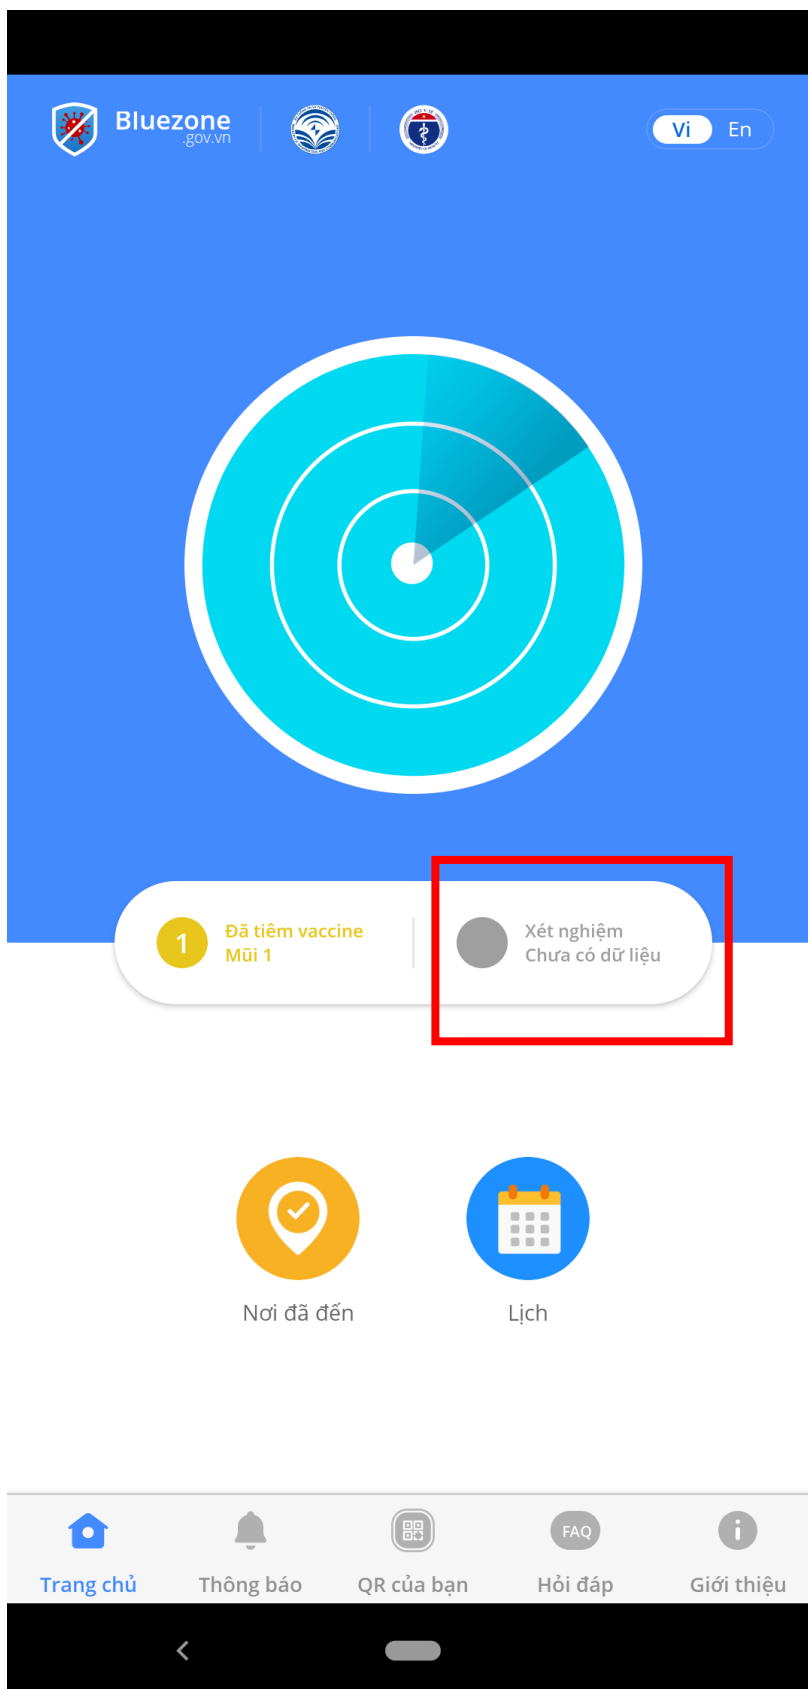 Bluezone
.gov.vn
Vi En
1
Đã tiêm vaccine
Mũi 1
Xét nghiệm
Chưa có dữ liệu
Nơi đã đến
Lịch
FAQ
Trang chủ
Thông báo
QR của bạn
Hỏi đáp
Giới thiệu